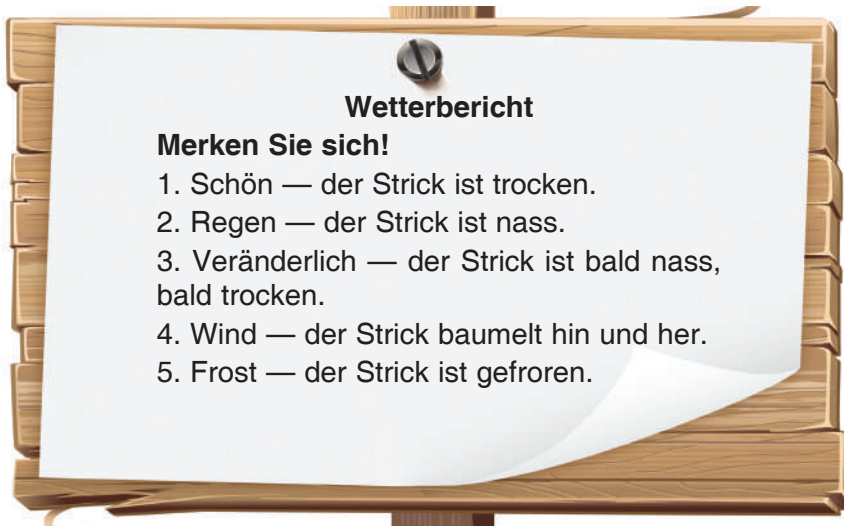 Wetterbericht
Merken Sie sich!
1. Schön — der Strick ist trocken.
2. Regen — der Strick ist nass.
3. Veränderlich — der Strick ist bald nass,
bald trocken.
4. Wind — der Strick baumelt hin und her.
5. Frost — der Strick ist gefroren.